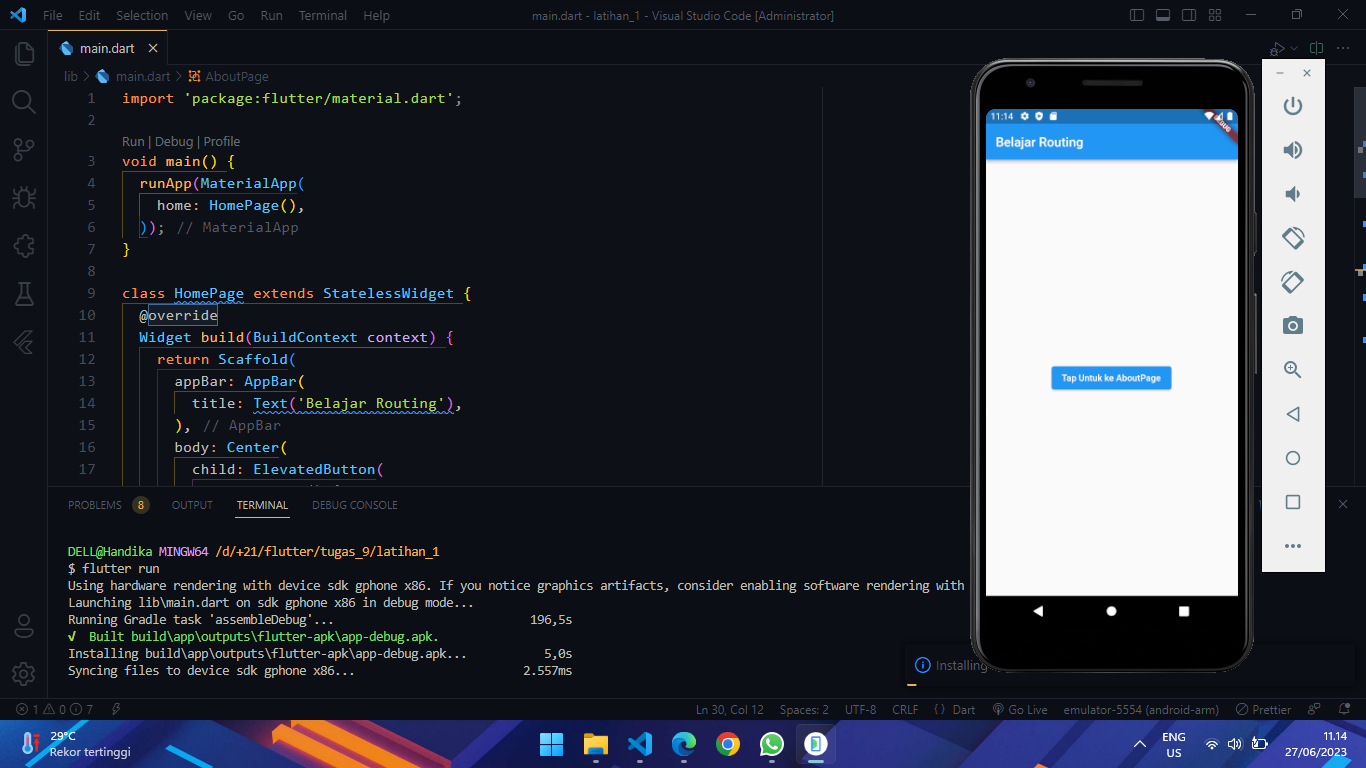 File Edit Selection View Go Run Terminal Help
main.dart - latihan_1 - Visual Studio Code [Administrator]
main.dart
lib > main.dart > AboutPage
1 import 'package:flutter/material.dart';
2
Run | Debug | Profile
3 void main() {
4 runApp(MaterialApp(
5 home: HomePage(),
6 )); // MaterialApp
7 }
8
9 class HomePage extends StatelessWidget {
10 @override
11 Widget build(BuildContext context) {
12 return Scaffold(
13 appBar: AppBar(
14 title: Text('Belajar Routing'),
15 ), // AppBar
16 body: Center(
17 child: ElevatedButton(
PROBLEMS 8 OUTPUT TERMINAL DEBUG CONSOLE
DELL@Handika MINGW64 /d/+21/flutter/tugas_9/latihan_1
$ flutter run
Using hardware rendering with device sdk gphone x86. If you notice graphics artifacts, consider enabling software rendering with
Launching lib\main.dart on sdk gphone x86 in debug mode...
Running Gradle task 'assembleDebug'... 196,5s
√ Built build\app\outputs\flutter-apk\app-debug.apk.
Installing build\app\outputs\flutter-apk\app-debug.apk... 5,0s
Syncing files to device sdk gphone x86... 2.557ms
11:14
DEBUG
Belajar Routing
Tap Untuk ke AboutPage
Installing
1 0 7
Ln 30, Col 12 Spaces: 2 UTF-8 CRLF {} Dart Go Live emulator-5554 (android-arm) Prettier
29°C
Rekor tertinggi
ENG
US
11.14
27/06/2023